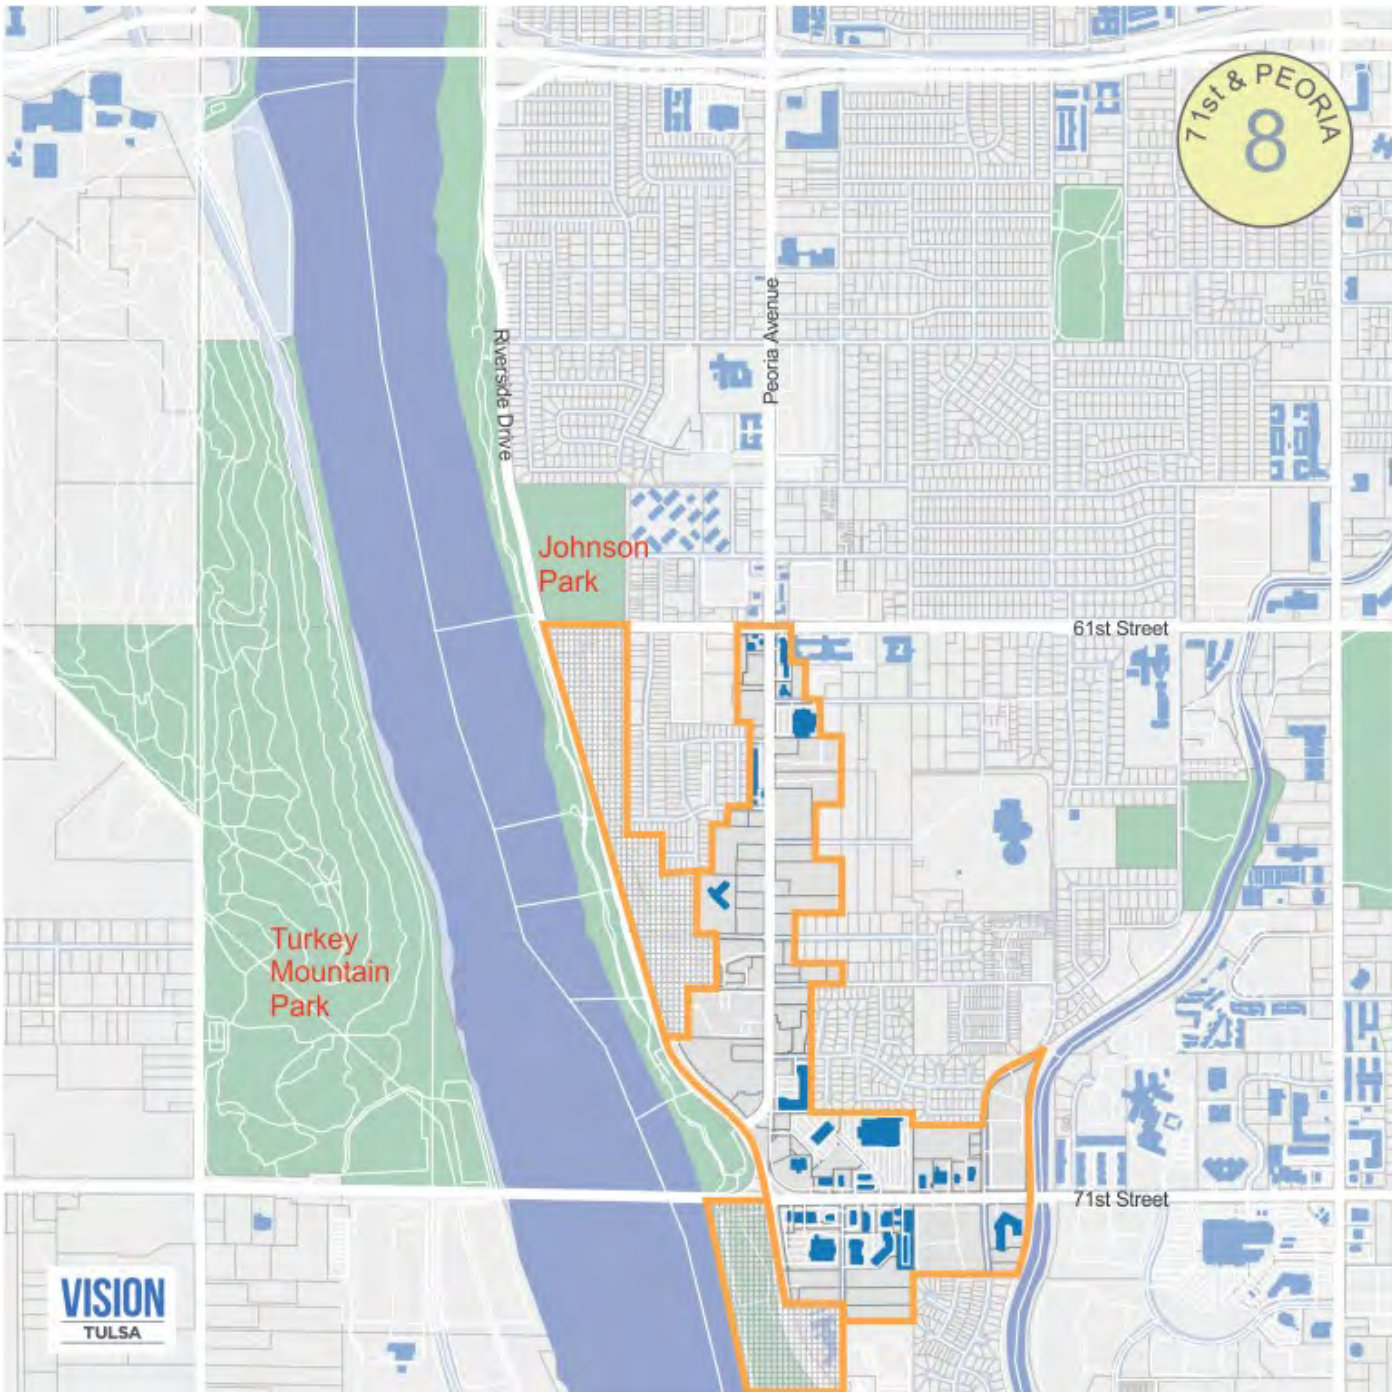 71st & PEORIA
8
Peoria Avenue
Riverside Drive
Johnson
Park
61st Street
Turkey
Mountain
Park
71st Street
VISION
TULSA